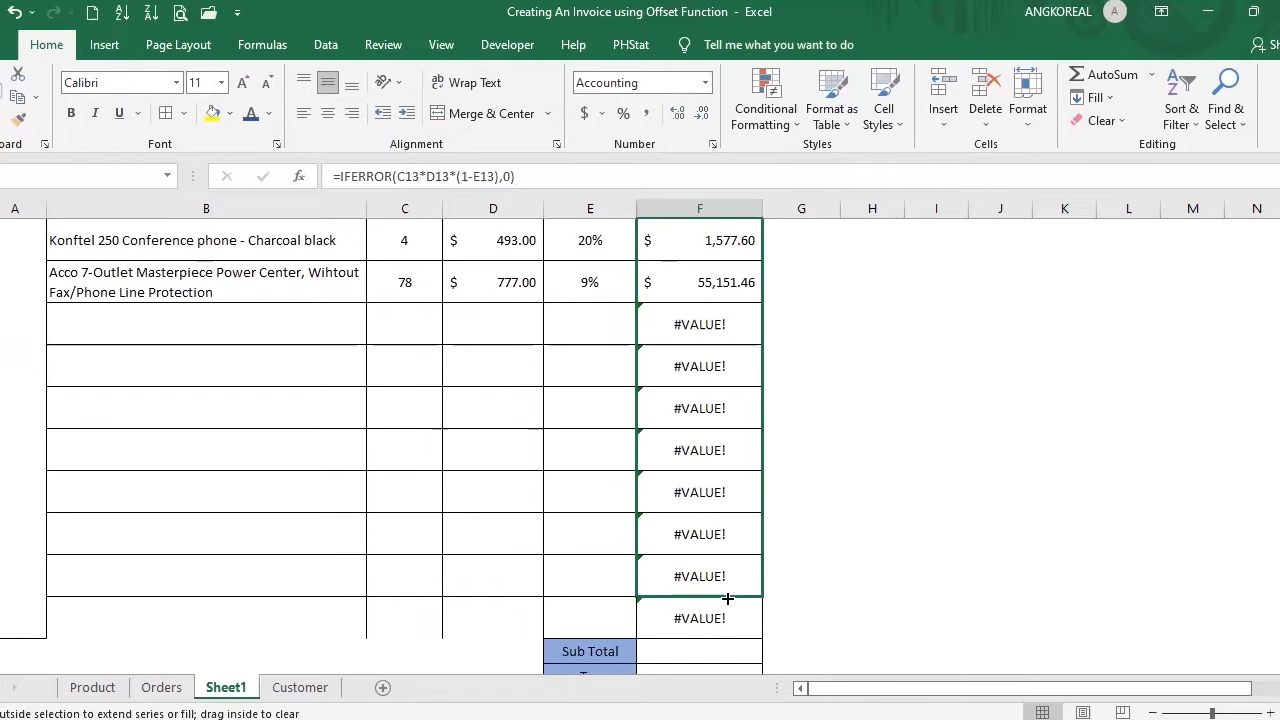 Creating An Invoice using Offset Function - Excel
ANGKOREAL A
Home Insert Page Layout Formulas Data Review View Developer Help PHStat Tell me what you want to do
Calibri 11 Wrap Text Accounting AutoSum
Fill
B I U Merge & Center $ % , Conditional Formatting Format as Table Cell Styles Insert Delete Format Clear Sort & Filter Find & Select
Font Alignment Number Styles Cells Editing
fx =IFERROR(C13*D13*(1-E13),0)
A B C D E F G H I J K L M N
Konftel 250 Conference phone - Charcoal black 4 $ 493.00 20% $ 1,577.60
Acco 7-Outlet Masterpiece Power Center, Wihtout
Fax/Phone Line Protection 78 $ 777.00 9% $ 55,151.46
#VALUE!
#VALUE!
#VALUE!
#VALUE!
#VALUE!
#VALUE!
#VALUE!
#VALUE!
Sub Total
Product Orders Sheet1 Customer
utside selection to extend series or fill; drag inside to clear